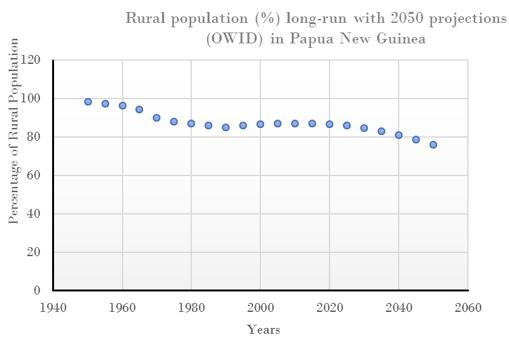 Rural population (%) long-run with 2050 projections
(OWID) in Papua New Guinea
Percentage of Rural Population
120
100
80
60
40
20
0
1940 1960 1980 2000 2020 2040 2060
Years